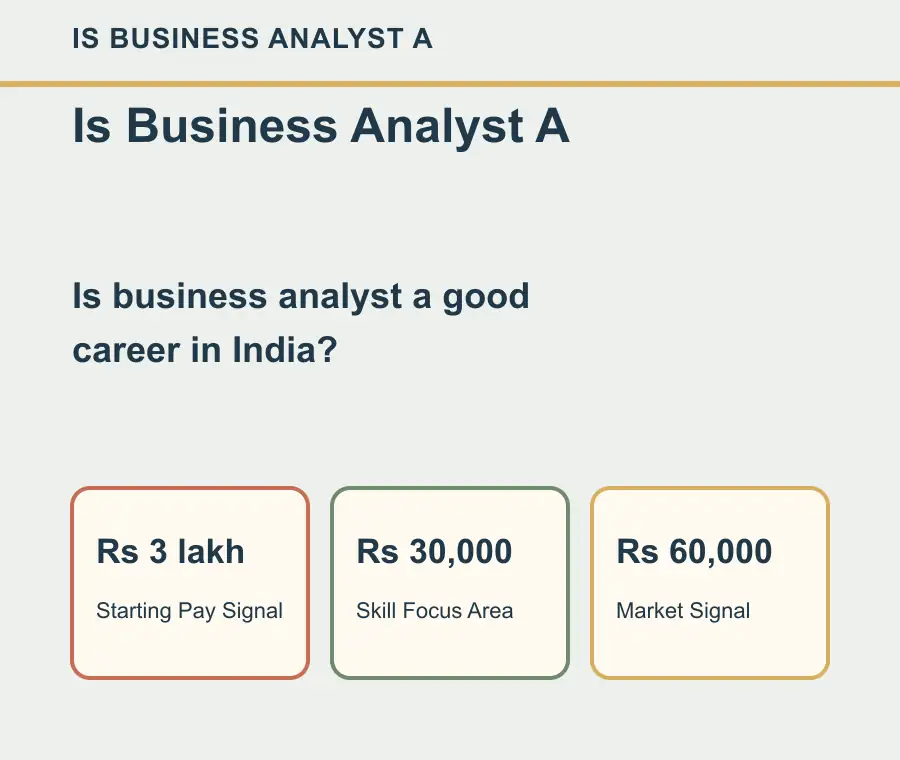 IS BUSINESS ANALYST A
Is Business Analyst A
Is business analyst a good
career in India?
Rs 3 lakh
Starting Pay Signal
Rs 30,000
Skill Focus Area
Rs 60,000
Market Signal